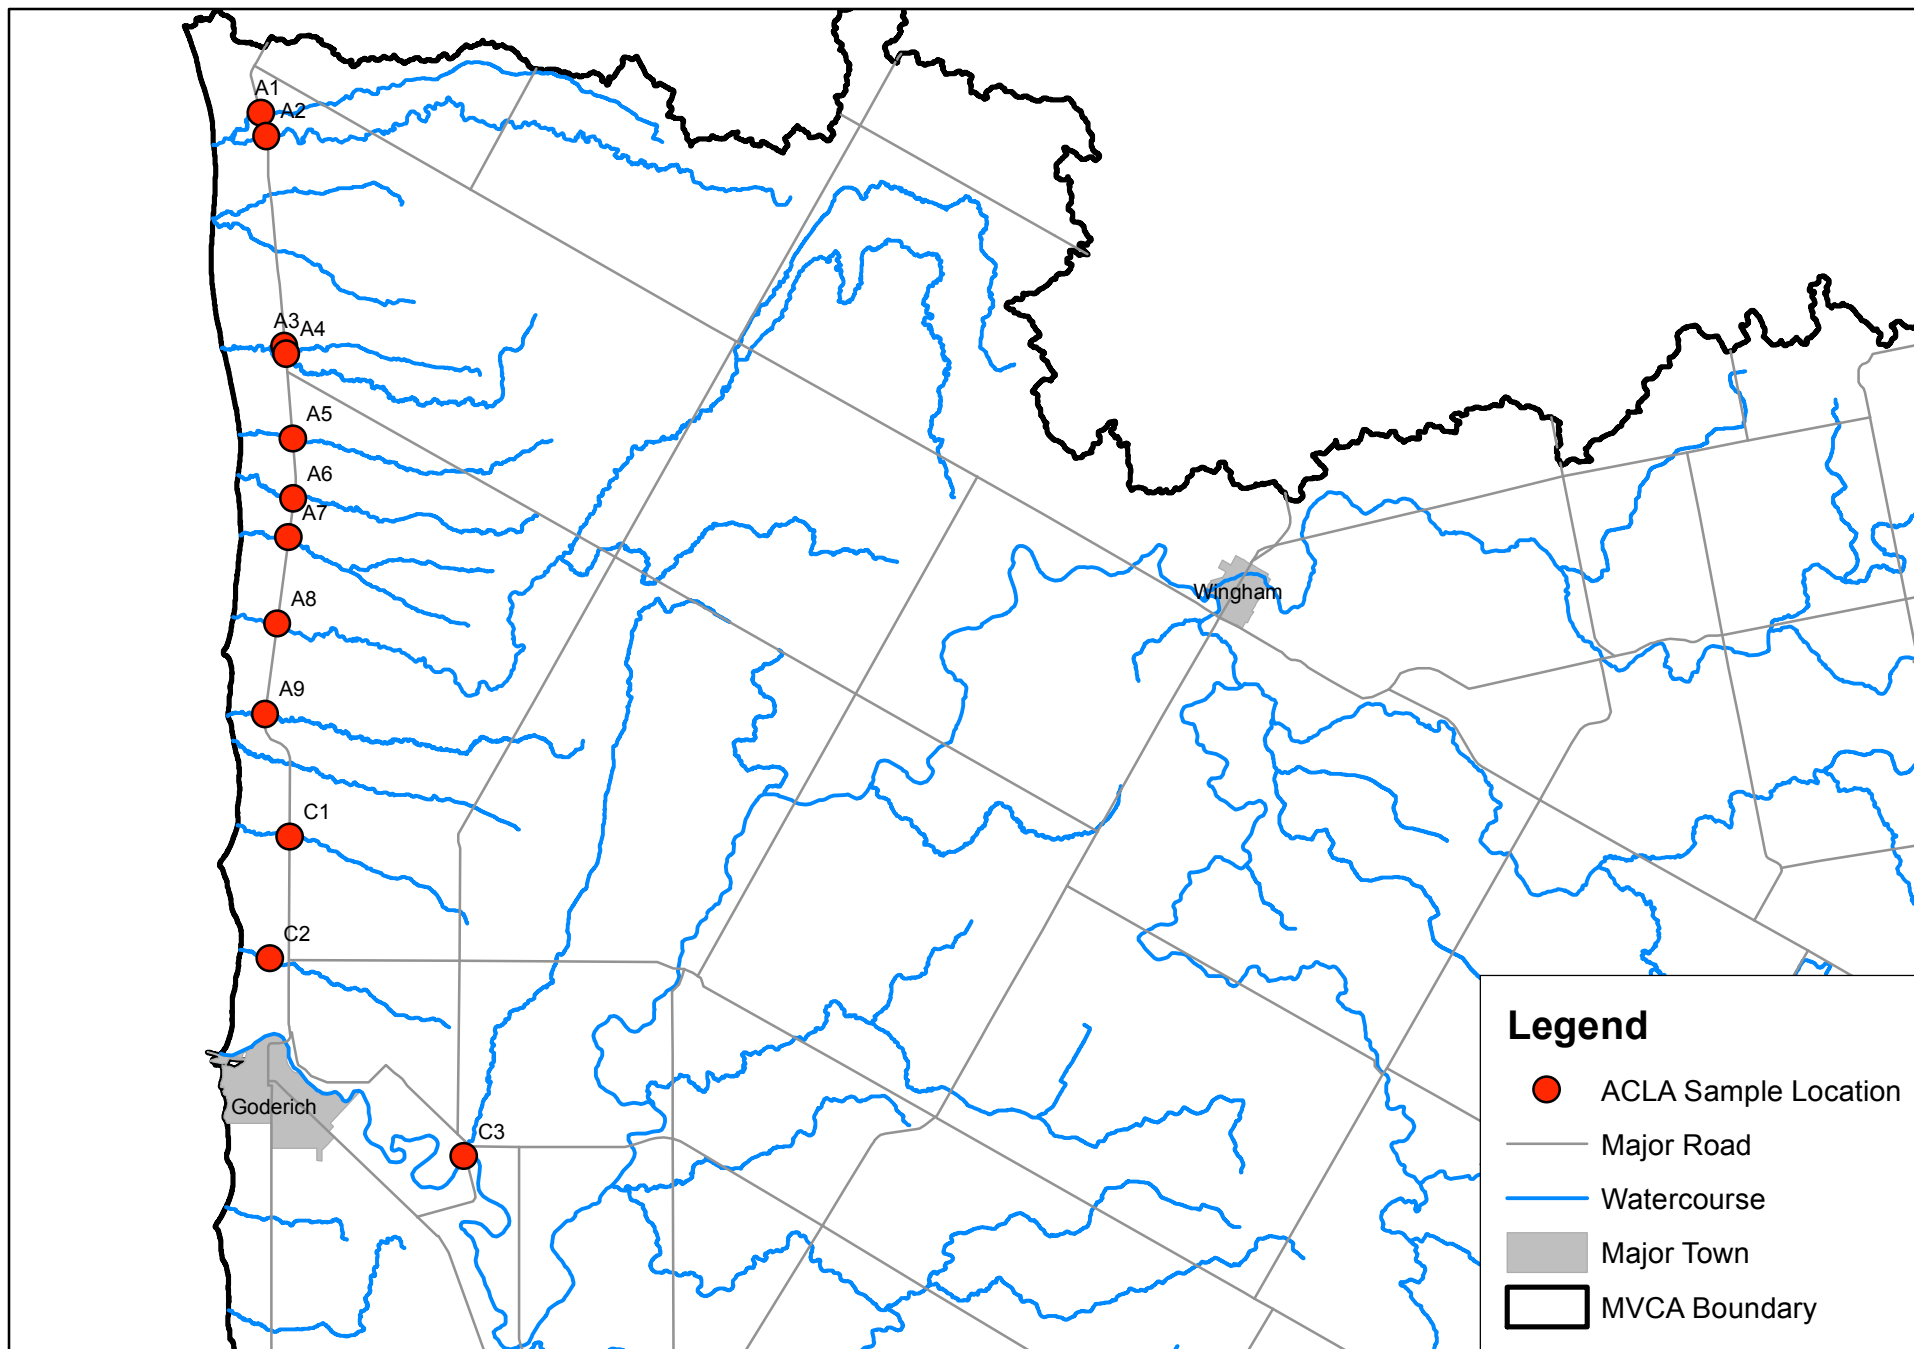 A1
A2
A3
A4
A5
A6
A7
Wingham
A8
A9
C1
C2
Goderich
C3
Legend
ACLA Sample Location
Major Road
Watercourse
Major Town
MVCA Boundary